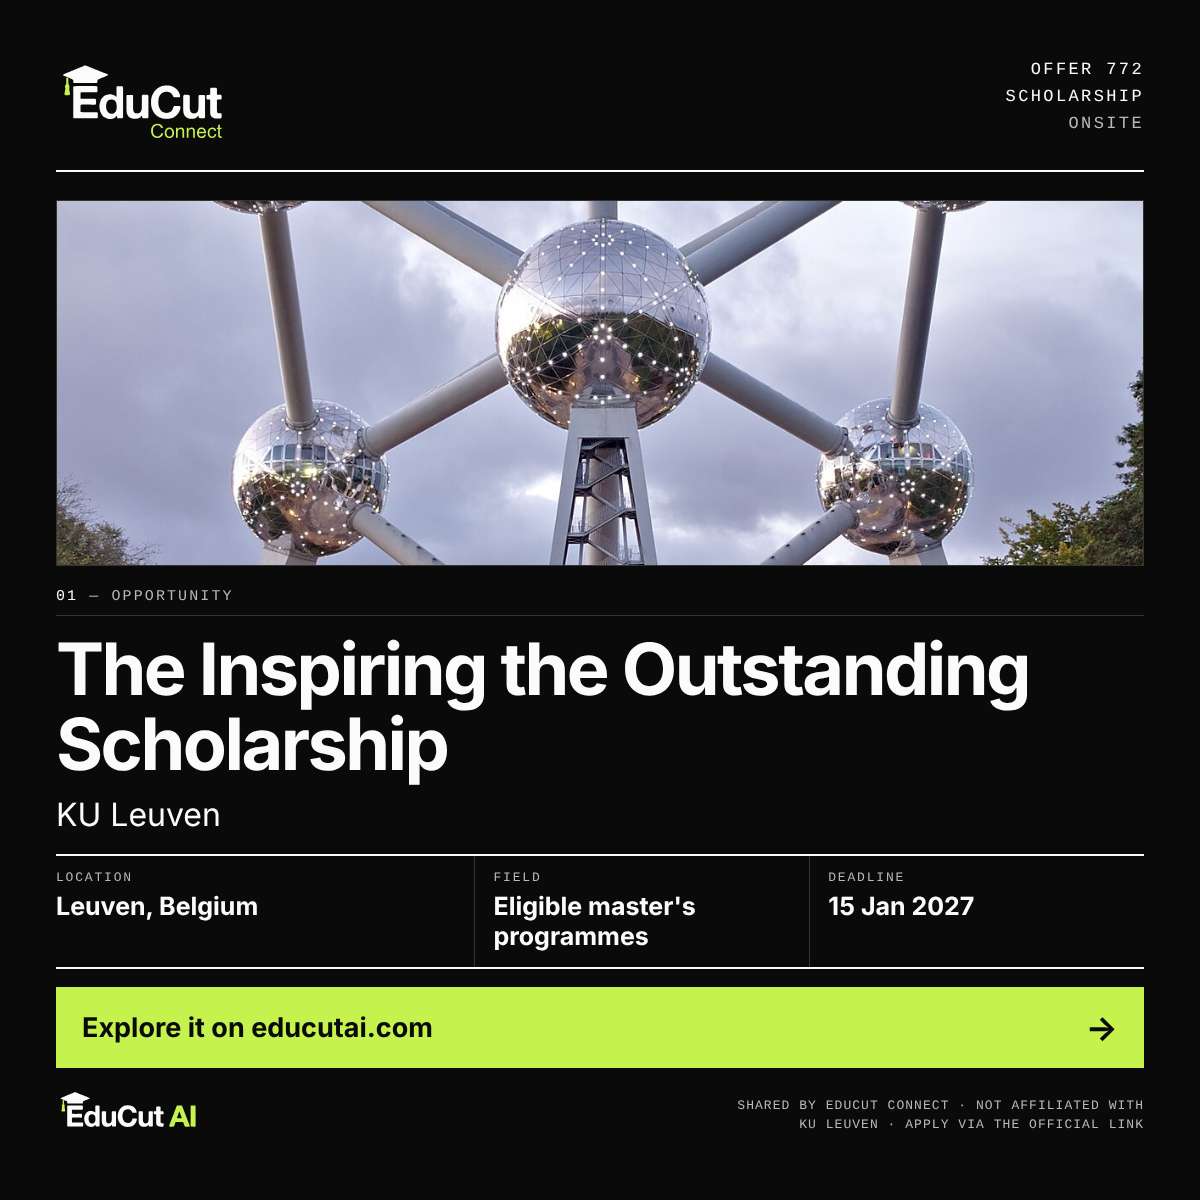 EduCut
Connect
OFFER 772
SCHOLARSHIP
ONSITE
01 — OPPORTUNITY
The Inspiring the Outstanding
Scholarship
KU Leuven
LOCATION
Leuven, Belgium
FIELD
Eligible master's
programmes
DEADLINE
15 Jan 2027
Explore it on educutai.com
EduCut AI
SHARED BY EDUCUT CONNECT · NOT AFFILIATED WITH
KU LEUVEN · APPLY VIA THE OFFICIAL LINK